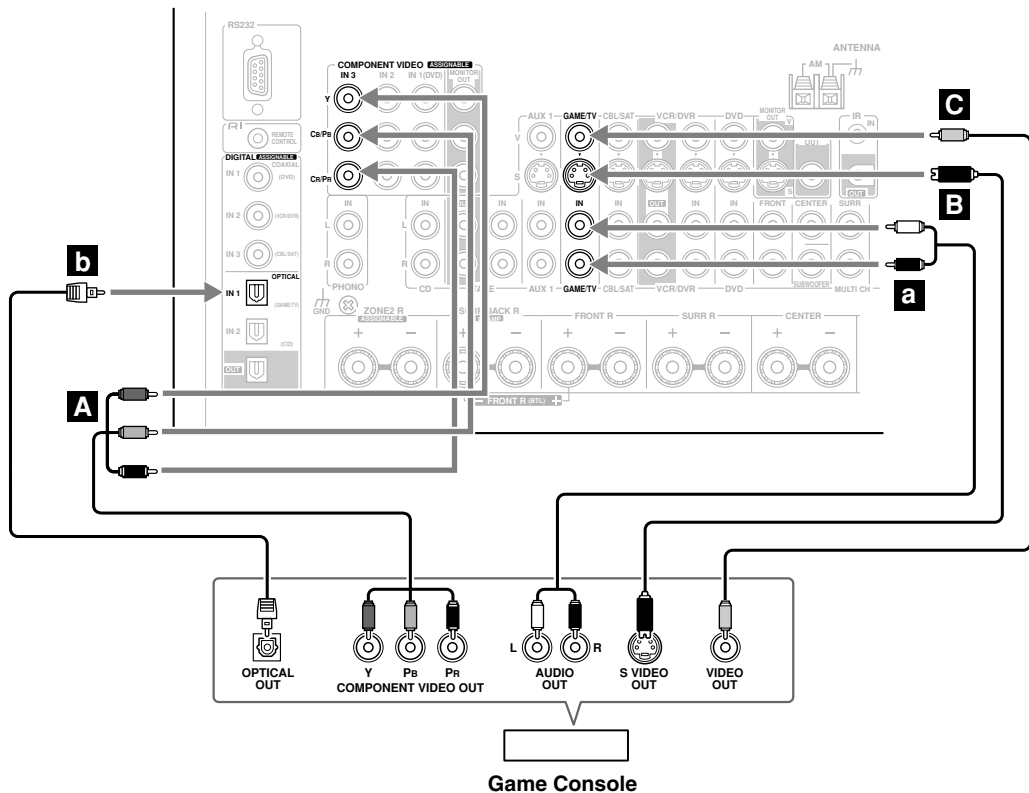 RS232
ANTENNA
AM
COMPONENT VIDEO ASSIGNABLE
IN 3 IN 2 IN 1(DVD) MONITOR OUT
Y
CB/PB
CR/PR
AUX 1 GAME/TV CBL/SAT VCR/DVR DVD MONITOR OUT V
V
S
S
OUT
IR
IN
OUT
C
B
RI REMOTE CONTROL
DIGITAL ASSIGNABLE
COAXIAL
IN 1 (DVD)
IN 2 (VCR/DVR)
IN 3 (CBL/SAT)
OPTICAL
IN 1 (GAME/TV)
IN 2 (CD)
OUT
b
IN IN IN IN IN IN OUT IN IN FRONT CENTER SURR
L
R
L
R
PHONO
CD AUX 1 GAME/TV CBL/SAT VCR/DVR DVD SUBWOOFER MULTI CH
a
GND
ZONE2 R
ASSIGNABLE
FRONT R SURR R CENTER
+ − + − + − + − + −
− FRONT R (BTL) +
A
OPTICAL OUT
Y PB PR
COMPONENT VIDEO OUT
L R
AUDIO OUT
S VIDEO OUT
VIDEO OUT
Game Console